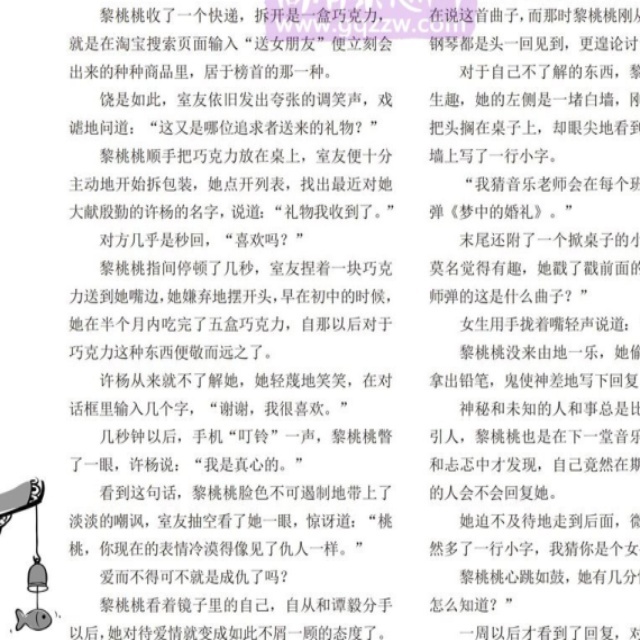 黎桃桃收了一个快递，拆开是一盒巧克力，
就是在淘宝搜索页面输入“送女朋友”便立刻会
出来的种种商品里，居于榜首的那一种。
饶是如此，室友依旧发出夸张的调笑声，戏
谑地问道：“这又是哪位追求者送来的礼物？”
黎桃桃顺手把巧克力放在桌上，室友便十分
主动地开始拆包装，她点开列表，找出最近对她
大献殷勤的许杨的名字，说道：“礼物我收到了。”
对方几乎是秒回，“喜欢吗？”
黎桃桃指间停顿了几秒，室友捏着一块巧克
力送到她嘴边，她嫌弃地摆开头，早在初中的时候，
她在半个月内吃完了五盒巧克力，自那以后对于
巧克力这种东西便敬而远之了。
许杨从来就不了解她，她轻蔑地笑笑，在对
话框里输入几个字，“谢谢，我很喜欢。”
几秒钟以后，手机“叮铃”一声，黎桃桃瞥
了一眼，许杨说：“我是真心的。”
看到这句话，黎桃桃脸色不可遏制地带上了
淡淡的嘲讽，室友抽空看了她一眼，惊讶道：“桃
桃，你现在的表情冷漠得像见了仇人一样。”
爱而不得可不就是成仇了吗？
黎桃桃看着镜子里的自己，自从和谭毅分手
以后，她对待爱情就变成如此不屑一顾的态度了。
在说这首曲子，而那时黎桃桃刚
钢琴都是头一回见到，更遑论讨
对于自己不了解的东西，黎
生趣，她的左侧是一堵白墙，刚
把头搁在桌子上，却眼尖地看到
墙上写了一行小字。
“我猜音乐老师会在每个班
弹《梦中的婚礼》。”
末尾还附了一个掀桌子的小
莫名觉得有趣，她戳了戳前面的
师弹的这是什么曲子？”
女生用手拢着嘴轻声说道：
黎桃桃没来由地一乐，她偷
拿出铅笔，鬼使神差地写下回复
神秘和未知的人和事总是比
引人，黎桃桃也是在下一堂音乐
和忐忑中才发现，自己竟然在期
的人会不会回复她。
她迫不及待地走到后面，微
然多了一行小字，我猜你是个女
黎桃桃心跳如鼓，她有几分
怎么知道？”
一周以后才看到了回复，对
www.gqzzw.com